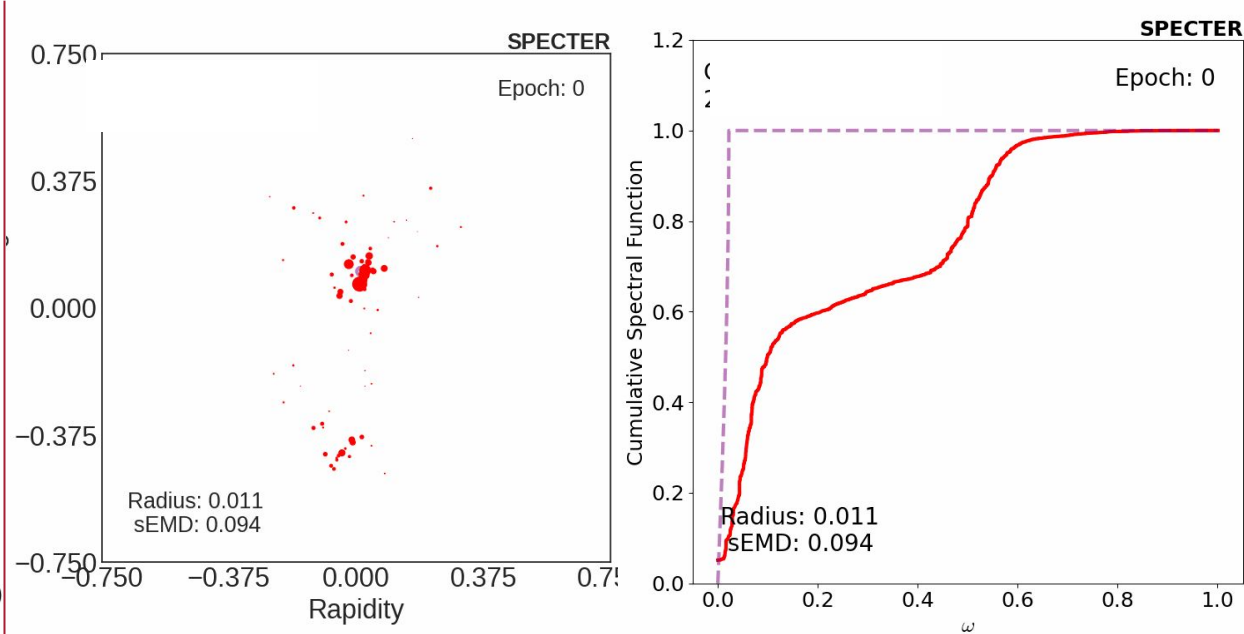 SPECTER
Epoch: 0
0.750
0.375
0.000
−0.375
−0.750
Radius: 0.011
sEMD: 0.094
−0.750
−0.375
0.000
0.375
Rapidity
SPECTER
Epoch: 0
1.2
1.0
0.8
0.6
0.4
0.2
0.0
Cumulative Spectral Function
Radius: 0.011
sEMD: 0.094
0.0
0.2
0.4
0.6
0.8
1.0
ω